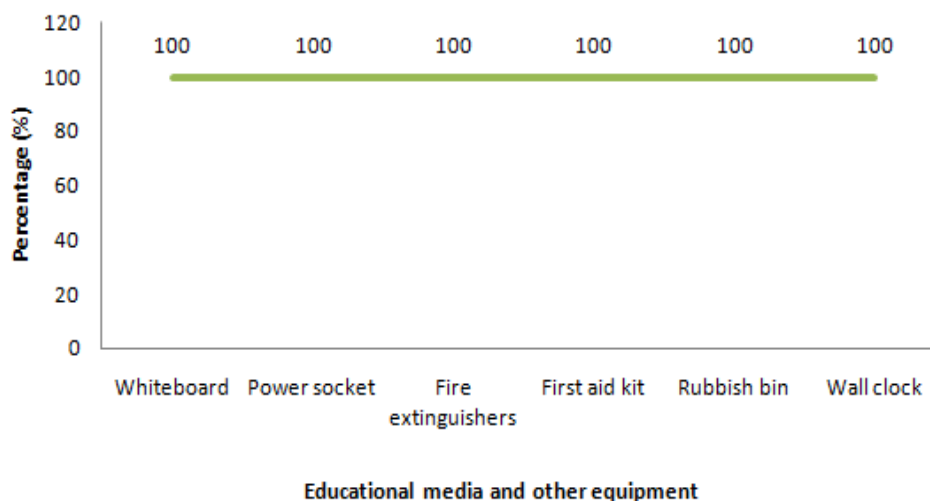 120
100 100 100 100 100 100
100
80
60
40
20
0
Percentage (%)
Whiteboard Power socket Fire extinguishers First aid kit Rubbish bin Wall clock
Educational media and other equipment